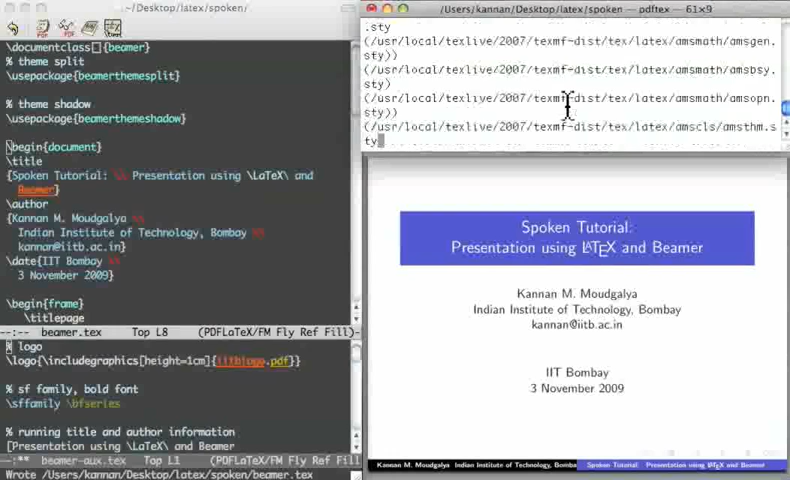 ~/Desktop/latex/spoken
\documentclass[]{beamer}
% theme split
\usepackage{beamerthemesplit}
% theme shadow
\usepackage{beamerthemeshadow}
\begin{document}
\title
{Spoken Tutorial: \\ Presentation using \LaTeX\ and
Beamer}
\author
{Kannan M. Moudgalya \\
Indian Institute of Technology, Bombay \\
kannan@iitb.ac.in}
\date{IIT Bombay \\
3 November 2009}
\begin{frame}
\titlepage
--:-- beamer.tex Top L8 (PDFLaTeX/FM Fly Ref Fill)-
% logo
\logo{\includegraphics[height=1cm]{iitblogo.pdf}}
% sf family, bold font
\sffamily \bfseries
% running title and author information
[Presentation using \LaTeX\ and Beamer
--:** beamer-aux.tex Top L1 (PDFLaTeX/FM Fly Ref Fill
Wrote /Users/kannan/Desktop/latex/spoken/beamer.tex
/Users/kannan/Desktop/latex/spoken — pdftex — 61×9
.sty
(/usr/local/texlive/2007/texmf-dist/tex/latex/amsmath/amsgen.
sty))
(/usr/local/texlive/2007/texmf-dist/tex/latex/amsmath/amsbsy.
sty)
(/usr/local/texlive/2007/texmf-dist/tex/latex/amsmath/amsopn.
sty))
(/usr/local/texlive/2007/texmf-dist/tex/latex/amscls/amsthm.s
ty
Spoken Tutorial:
Presentation using LATEX and Beamer
Kannan M. Moudgalya
Indian Institute of Technology, Bombay
kannan@iitb.ac.in
IIT Bombay
3 November 2009
Kannan M. Moudgalya Indian Institute of Technology, Bomba Spoken Tutorial: Presentation using LATEX and Beamer